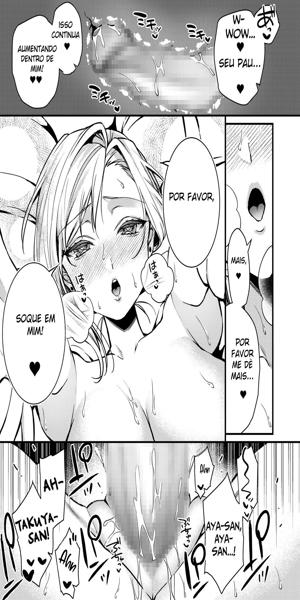 W-
WOW...
♥
SEU PAU...
ISSO
CONTINUA
AUMENTANDO
DENTRO DE
MIM!
♥♥
MAIS,
♥
POR FAVOR
ME DÊ
MAIS...
♥
POR FAVOR,
SOQUE EM
MIM!
♥
AYA-SAN,
AYA-
SAN...!
AH-
TAKUYA-
SAN!
♥